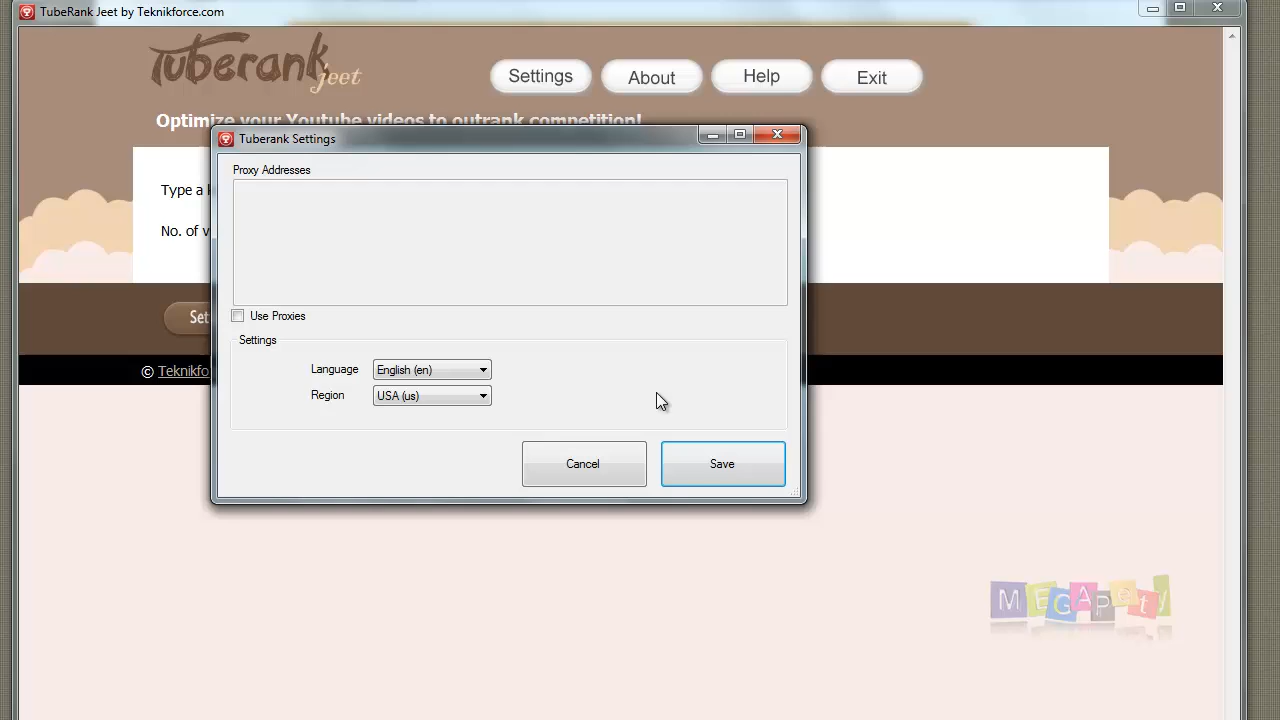 TubeRank Jeet by Teknikforce.com
Tuberank jeet
Settings About Help Exit
Optimize your Youtube videos to outrank competition!
Tuberank Settings
Proxy Addresses
Type a
No. of v
Use Proxies
Set
Settings
Language English (en)
Region USA (us)
© Teknikfo
Cancel Save
MEGAPety